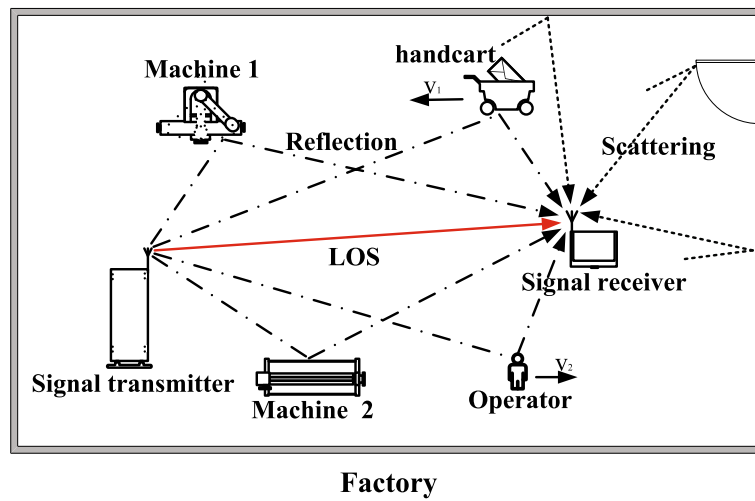 handcart
Machine 1
V₁
Reflection
Scattering
LOS
Signal receiver
V₂
Signal transmitter
Machine 2
Operator
Factory